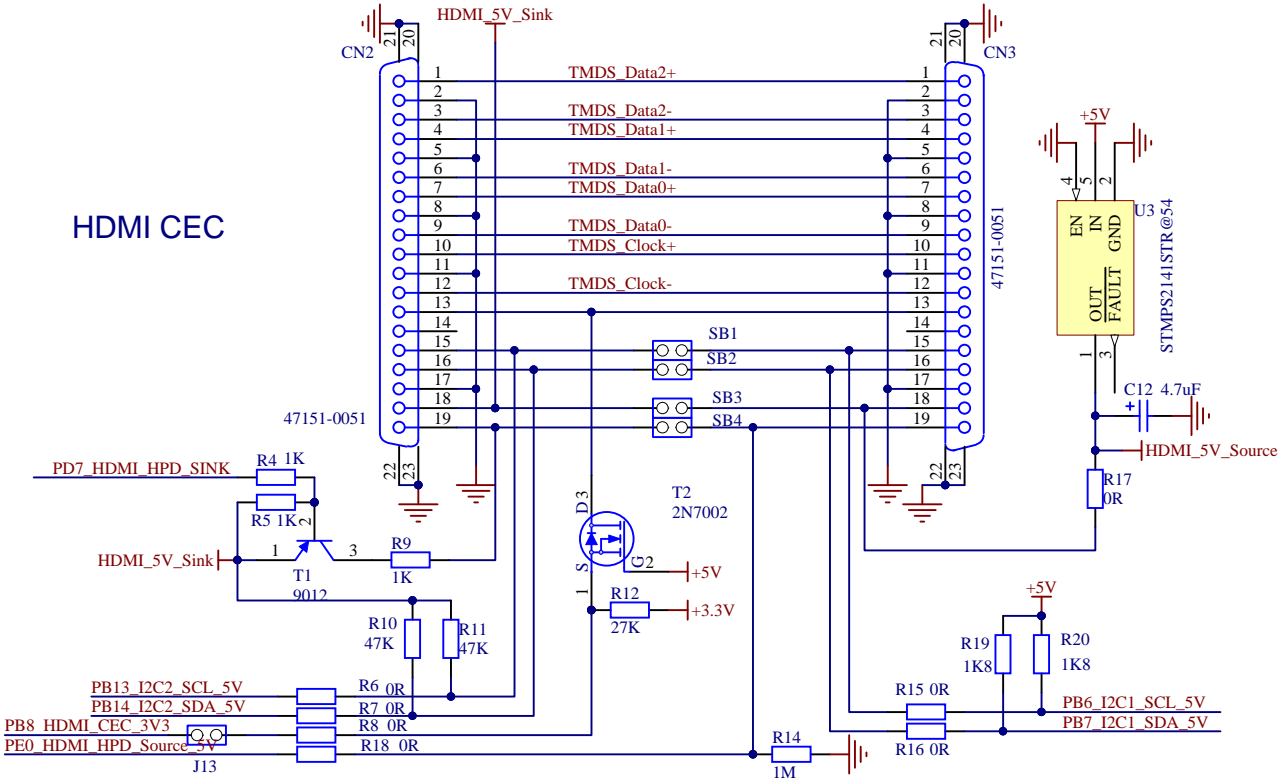 HDMI_5V_Sink
21
20
CN2
21
20
CN3
1 TMDS_Data2+ 1
2 2
3 TMDS_Data2- 3
4 TMDS_Data1+ 4
5 5
6 TMDS_Data1- 6
7 TMDS_Data0+ 7
8 8
9 TMDS_Data0- 9
10 TMDS_Clock+ 10
11 11
12 TMDS_Clock- 12
13 13
14 14
15 SB1 15
16 SB2 16
17 17
18 SB3 18
19 SB4 19
47151-0051
47151-0051
22
23
22
23
HDMI CEC
+5V
4
5
2
EN
IN
GND
U3
OUT
FAULT
STMPS2141STR@54
1
3
C12 4.7uF
+
HDMI_5V_Source
R17
0R
PD7_HDMI_HPD_SINK
R4 1K
R5 1K
2
HDMI_5V_Sink
1
3
T1
9012
R9
1K
D
3
T2
2N7002
S
1
G
2
+5V
R12
27K
+3.3V
R10
47K
R11
47K
+5V
R19
1K8
R20
1K8
PB13_I2C2_SCL_5V
R6 0R
PB14_I2C2_SDA_5V
R7 0R
PB8_HDMI_CEC_3V3
R8 0R
PE0_HDMI_HPD_Source_5V
R18 0R
J13
R14
1M
R15 0R
PB6_I2C1_SCL_5V
PB7_I2C1_SDA_5V
R16 0R